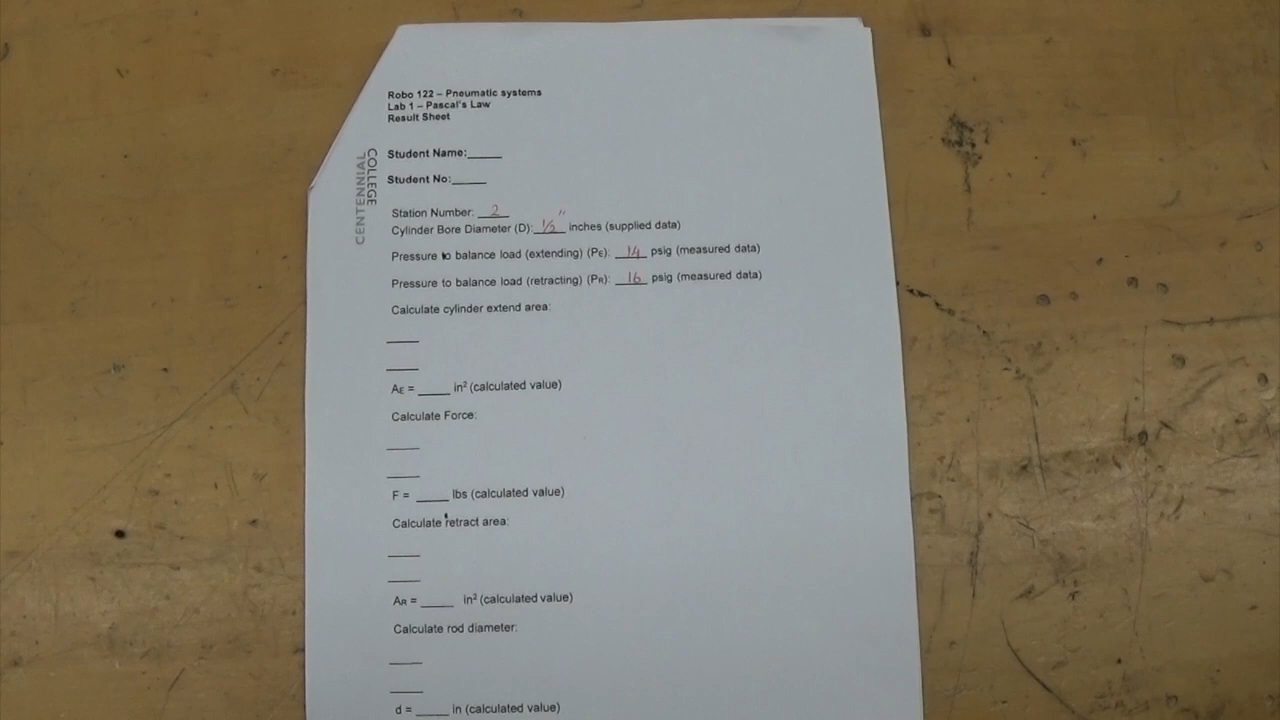 Robo 122 – Pneumatic systems
Lab 1 – Pascal's Law
Result Sheet
CENTENNIAL
COLLEGE
Student Name:_____
Student No:_____
Station Number: 2
Cylinder Bore Diameter (D): 1/2" inches (supplied data)
Pressure to balance load (extending) (PE): 14 psig (measured data)
Pressure to balance load (retracting) (PR): 16 psig (measured data)
Calculate cylinder extend area:
AE = _____ in² (calculated value)
Calculate Force:
F = _____ lbs (calculated value)
Calculate retract area:
AR = _____ in² (calculated value)
Calculate rod diameter:
d = _____ in (calculated value)